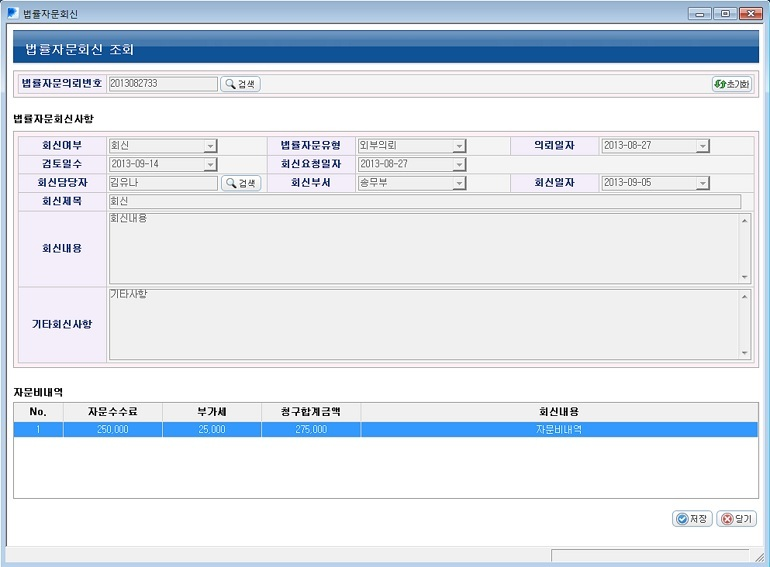 법률자문회신
법률자문회신 조회
법률자문의뢰번호 2013082733 검색 초기화
법률자문회신사항
회신여부 회신 법률자문유형 외부의뢰 의뢰일자 2013-08-27
검토일수 2013-09-14 회신요청일자 2013-08-27
회신담당자 김유나 검색 회신부서 송무부 회신일자 2013-09-05
회신제목 회신
회신내용 회신내용
기타회신사항 기타사항
자문비내역
No. 자문수수료 부가세 청구합계금액 회신내용
1 250,000 25,000 275,000 자문비내역
저장 닫기